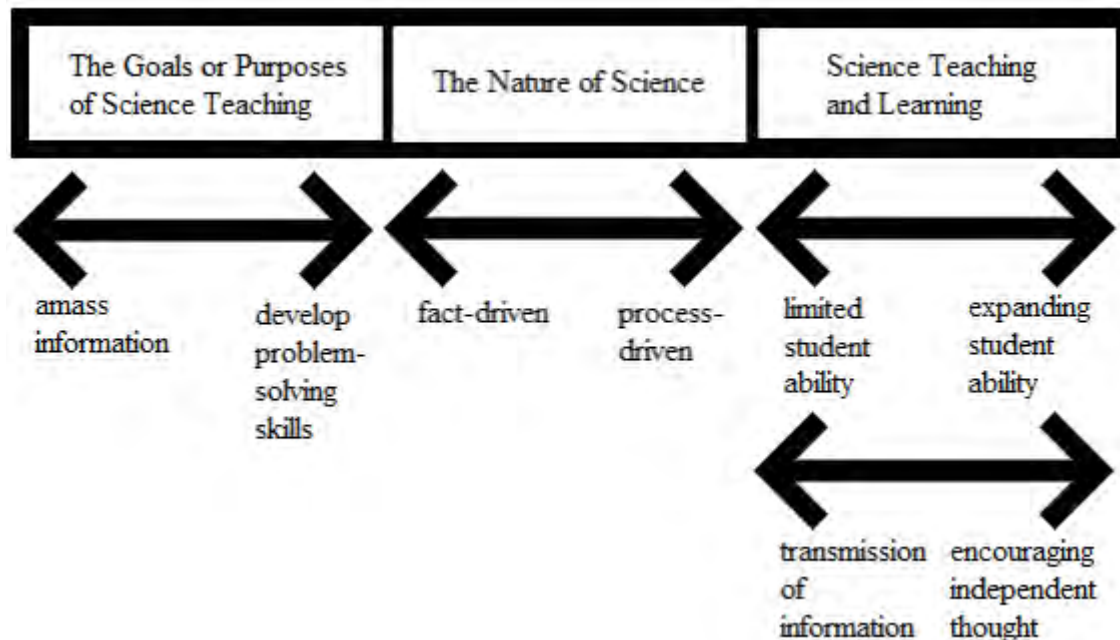 The Goals or Purposes
of Science Teaching
The Nature of Science
Science Teaching
and Learning
amass
information
develop
problem-
solving
skills
fact-driven
process-
driven
limited
student
ability
expanding
student
ability
transmission
of
information
encouraging
independent
thought